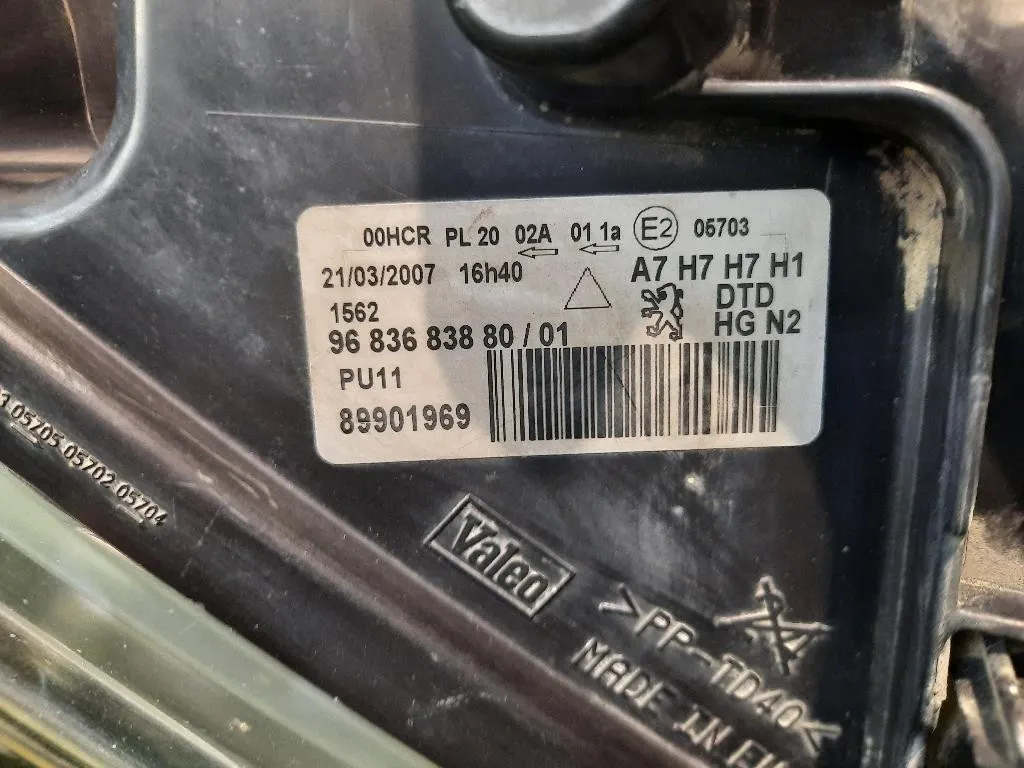 00HCR PL 20 02A 01 1a E2 05703
21/03/2007 16h40 A7 H7 H7 H1
1562 DTD
96 836 838 80 / 01 HG N2
PU11
89901969
05705 05702 05704
Valeo
>PP-TD40<
MADE IN